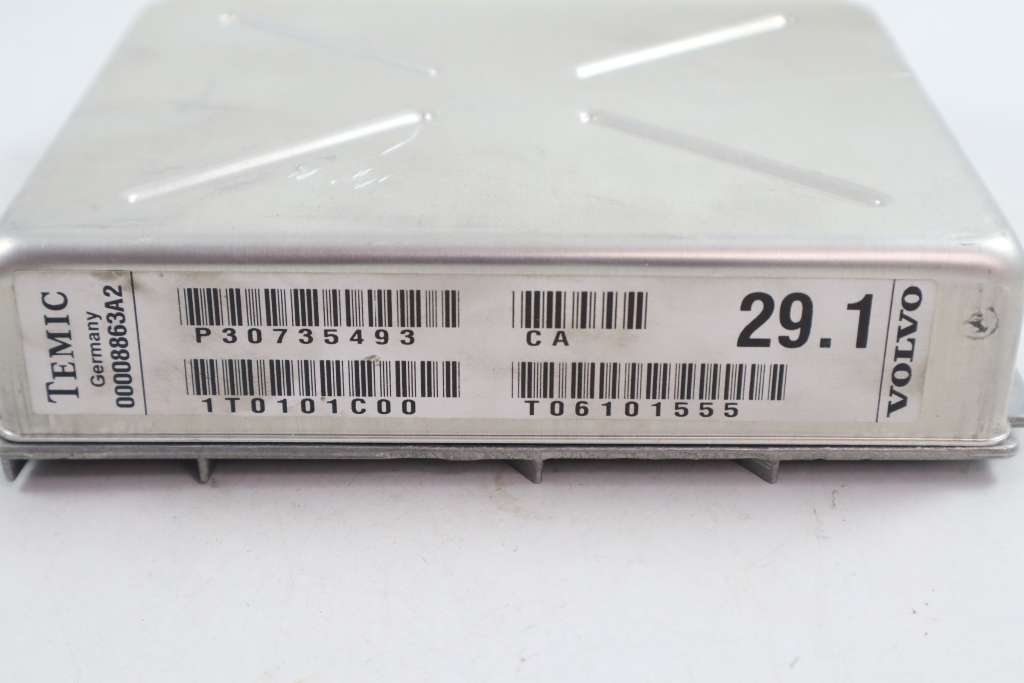 TEMIC
Germany
00008863A2
P30735493
1T0101C00
CA
T06101555
29.1
VOLVO